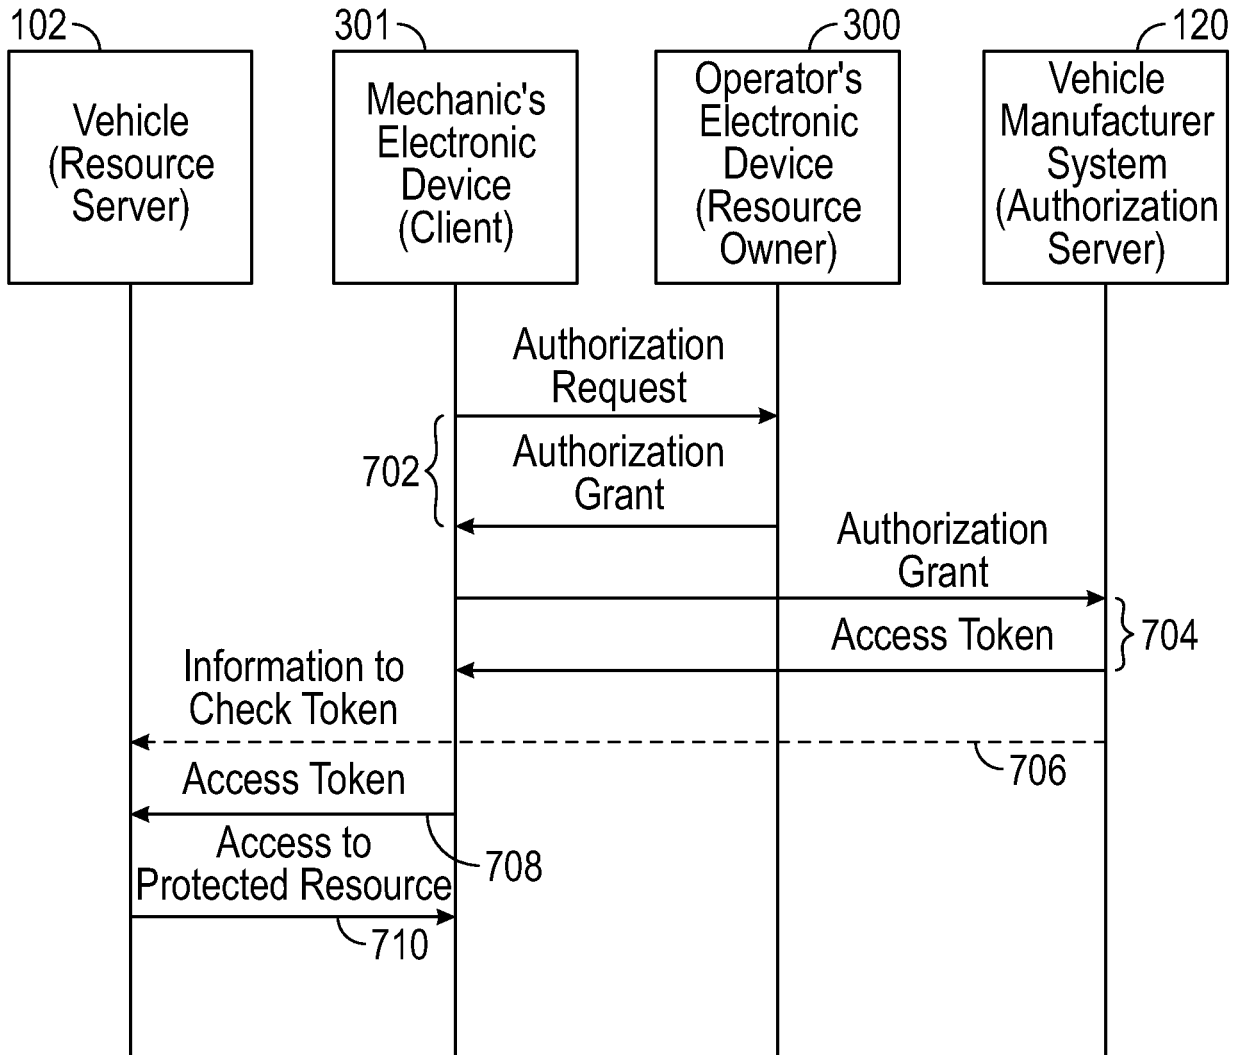 102
301
300
120
Vehicle
(Resource
Server)
Mechanic's
Electronic
Device
(Client)
Operator's
Electronic
Device
(Resource
Owner)
Vehicle
Manufacturer
System
(Authorization
Server)
Authorization
Request
702
Authorization
Grant
Authorization
Grant
Access Token
704
Information to
Check Token
706
Access Token
708
Access to
Protected Resource
710